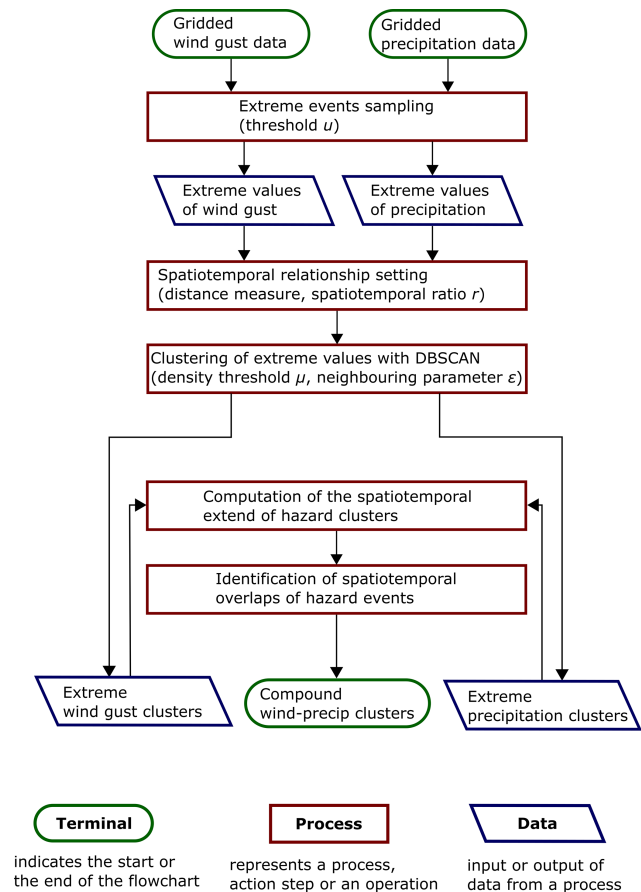 Gridded
wind gust data
Gridded
precipitation data
Extreme events sampling
(threshold u)
Extreme values
of wind gust
Extreme values
of precipitation
Spatiotemporal relationship setting
(distance measure, spatiotemporal ratio r)
Clustering of extreme values with DBSCAN
(density threshold μ, neighbouring parameter ε)
Computation of the spatiotemporal
extend of hazard clusters
Identification of spatiotemporal
overlaps of hazard events
Extreme
wind gust clusters
Compound
wind-precip clusters
Extreme
precipitation clusters
Terminal
indicates the start or
the end of the flowchart
Process
represents a process,
action step or an operation
Data
input or output of
data from a process